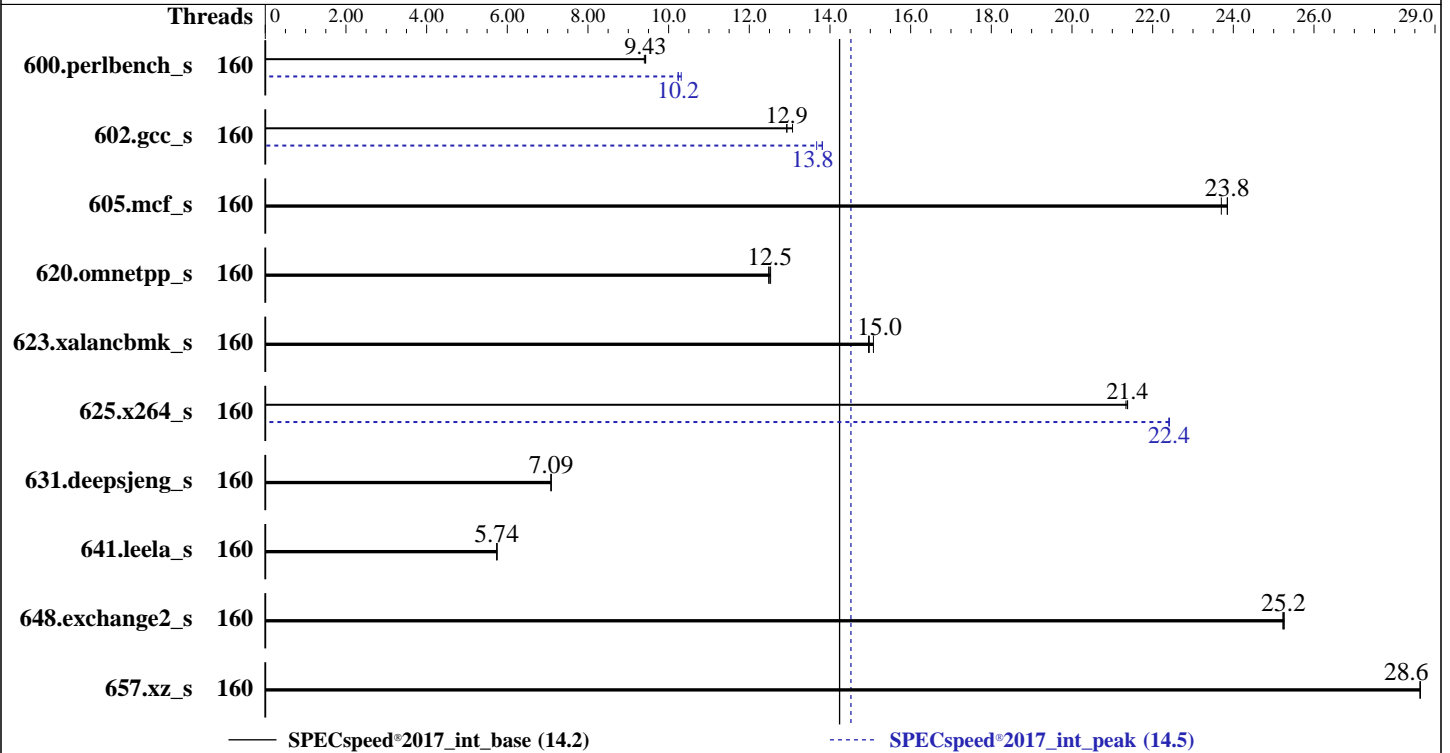 Threads 0 2.00 4.00 6.00 8.00 10.0 12.0 14.0 16.0 18.0 20.0 22.0 24.0 26.0 29.0
9.43
600.perlbench_s 160
10.2
12.9
602.gcc_s 160
13.8
23.8
605.mcf_s 160
12.5
620.omnetpp_s 160
15.0
623.xalancbmk_s 160
21.4
625.x264_s 160
22.4
7.09
631.deepsjeng_s 160
5.74
641.leela_s 160
25.2
648.exchange2_s 160
28.6
657.xz_s 160
SPECspeed®2017_int_base (14.2) SPECspeed®2017_int_peak (14.5)